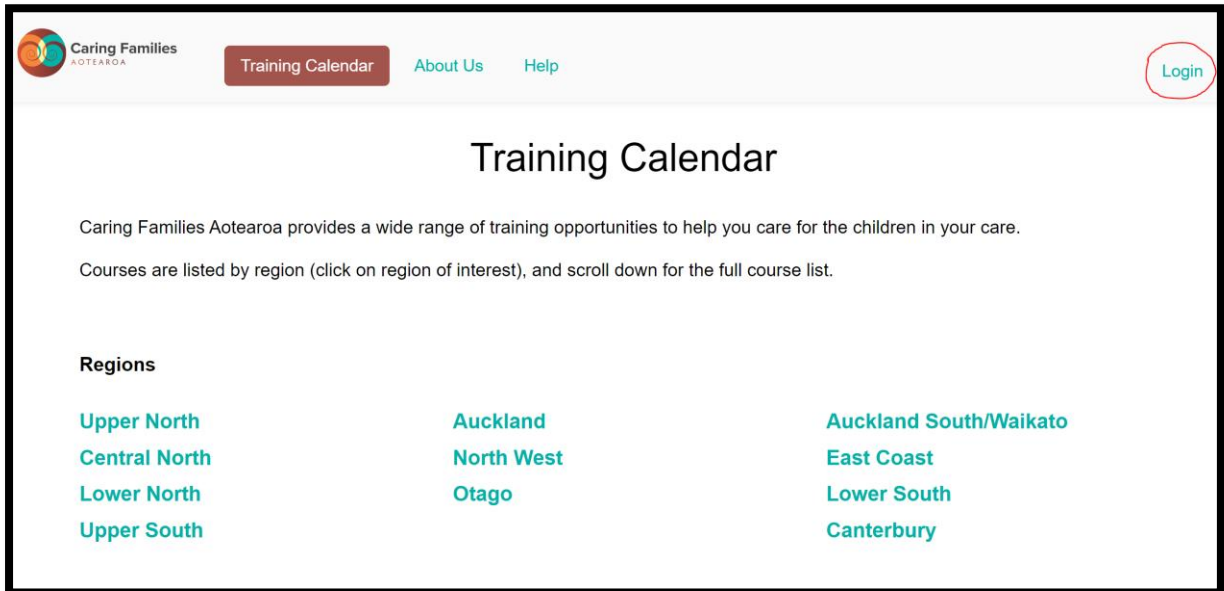 Caring Families
AOTEAROA
Training Calendar
About Us
Help
Login
Training Calendar
Caring Families Aotearoa provides a wide range of training opportunities to help you care for the children in your care.
Courses are listed by region (click on region of interest), and scroll down for the full course list.
Regions
Upper North
Auckland
Auckland South/Waikato
Central North
North West
East Coast
Lower North
Otago
Lower South
Upper South
Canterbury